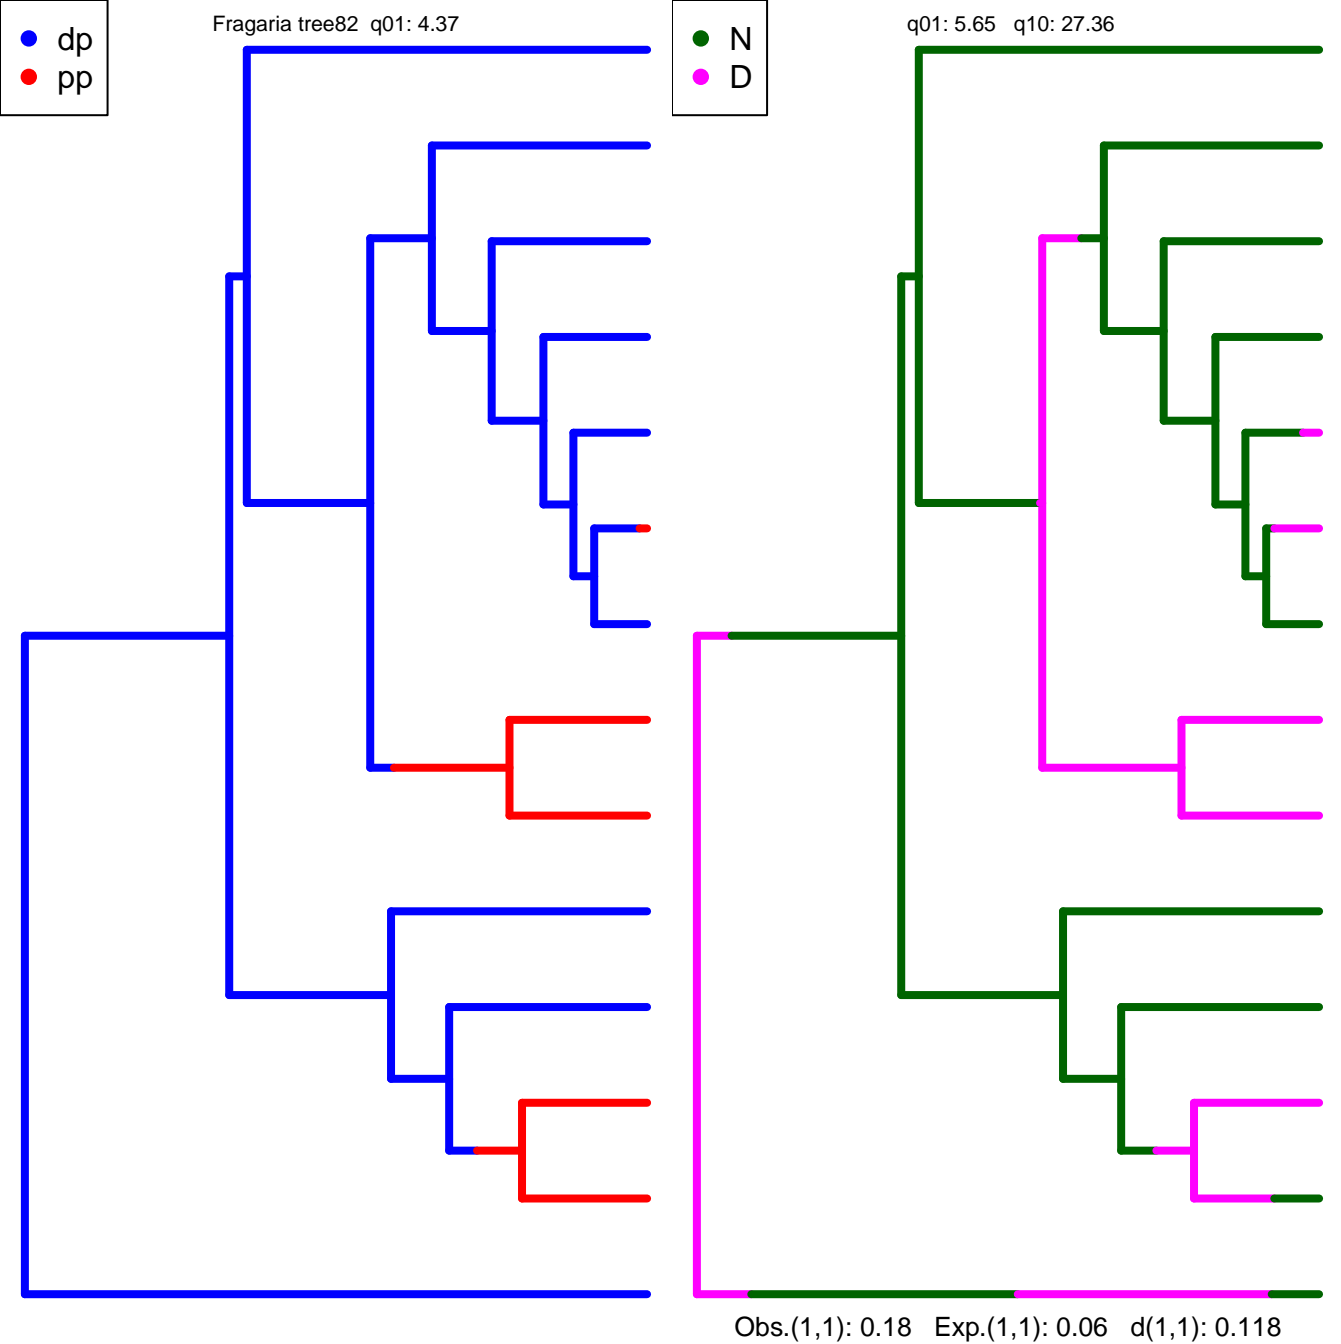 Fragaria tree82 q01: 4.37
dp
pp
q01: 5.65 q10: 27.36
N
D
Obs.(1,1): 0.18 Exp.(1,1): 0.06 d(1,1): 0.118